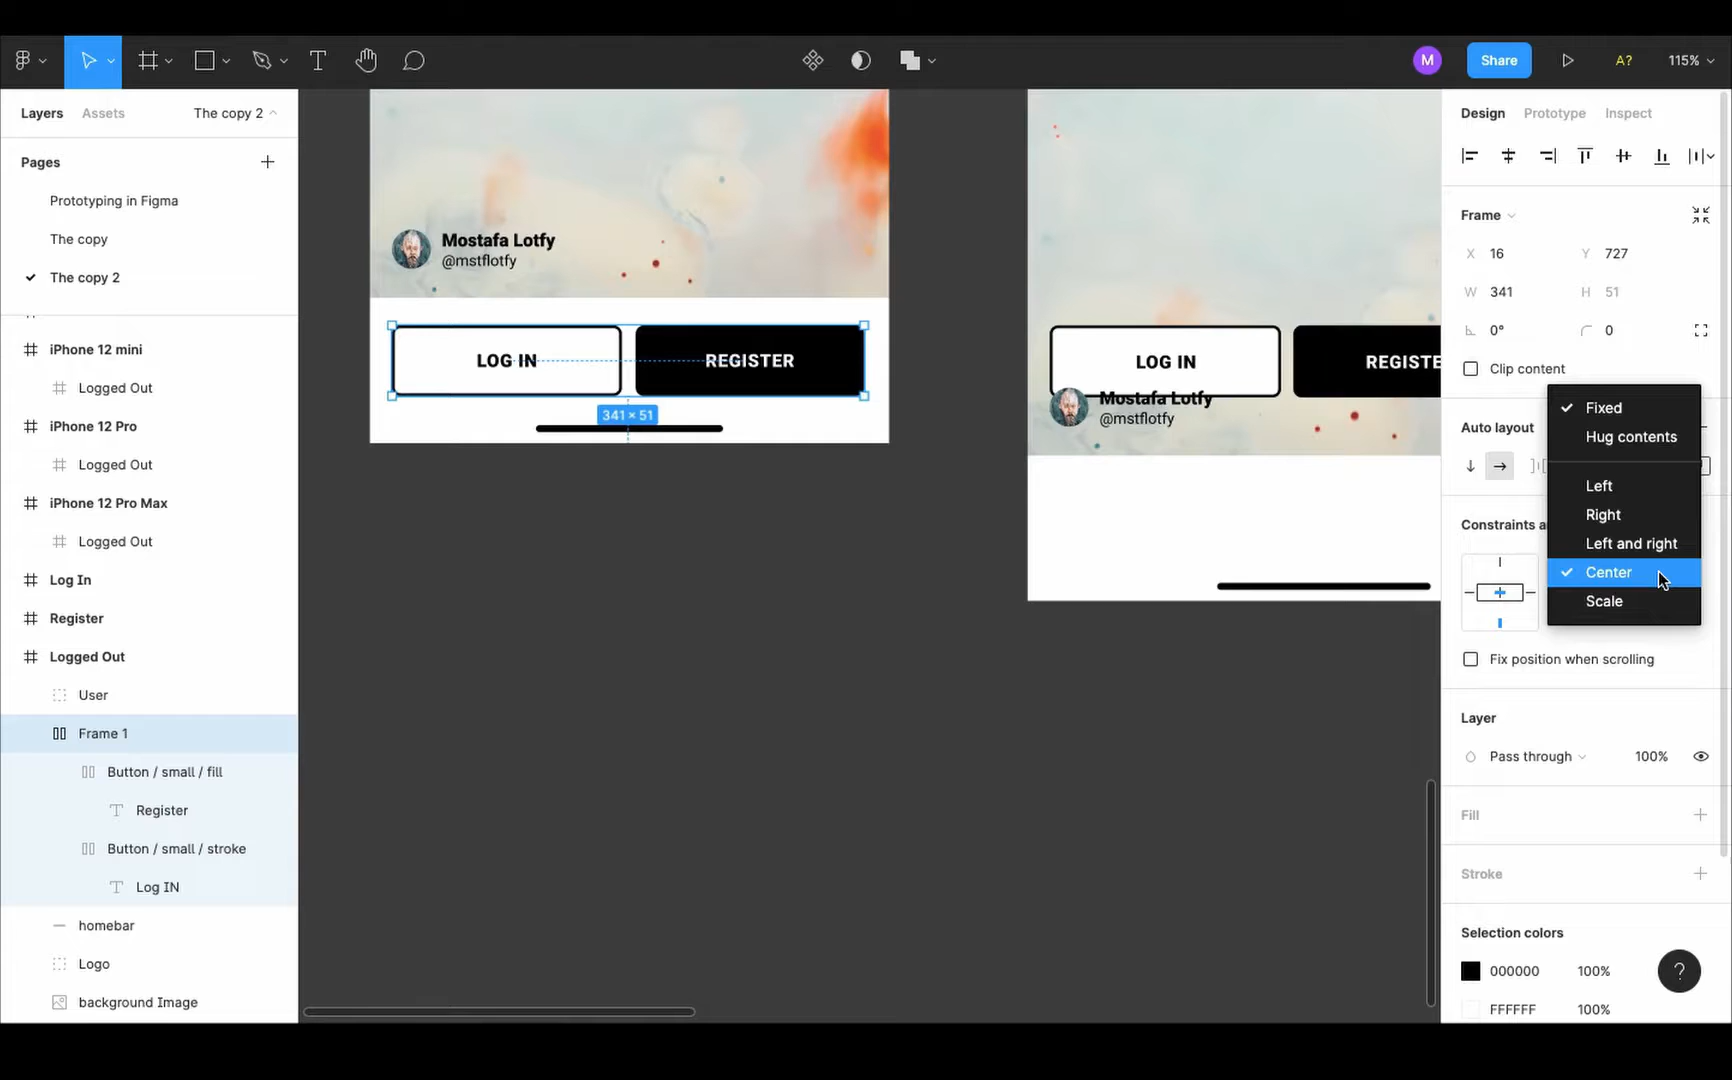 M
Share
A?
115%
Layers
Assets
The copy 2
Pages
Prototyping in Figma
The copy
The copy 2
iPhone 12 mini
Logged Out
iPhone 12 Pro
Logged Out
iPhone 12 Pro Max
Logged Out
Log In
Register
Logged Out
User
Frame 1
Button / small / fill
Register
Button / small / stroke
Log IN
homebar
Logo
background Image
Mostafa Lotfy
@mstflotfy
LOG IN
REGISTER
341 × 51
LOG IN
REGISTE
Mostafa Lotfy
@mstflotfy
Design
Prototype
Inspect
Frame
X 16
Y 727
W 341
H 51
0°
0
Clip content
Auto layout
Constraints a
Fixed
Hug contents
Left
Right
Left and right
Center
Scale
Fix position when scrolling
Layer
Pass through
100%
Fill
Stroke
Selection colors
000000
100%
FFFFFF
100%
?